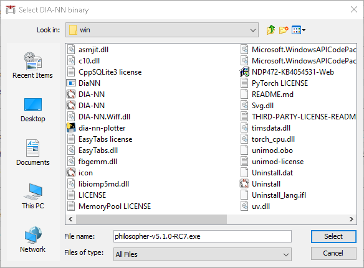 Select DIA-NN binary
Look in: win
Recent Items
Desktop
Documents
This PC
Network
asmjit.dll
c10.dll
CppSQLite3 license
DiaNN
DIA-NN
DIA-NN
DIA-NN.Wiff.dll
dia-nn-plotter
EasyTabs license
EasyTabs.dll
fbgemm.dll
icon
libiomp5md.dll
LICENSE
MemoryPool LICENSE
Microsoft.WindowsAPICodePac
Microsoft.WindowsAPICodePac
NDP472-KB4054531-Web
PyTorch LICENSE
README.md
Svg.dll
THIRD-PARTY-LICENSE-README
timsdata.dll
torch_cpu.dll
unimod.obo
unimod-license
Uninstall.dat
Uninstall
Uninstall_lang.ifl
uv.dll
File name: philosopher-v5.1.0-RC7.exe
Select
Files of type: All Files
Cancel